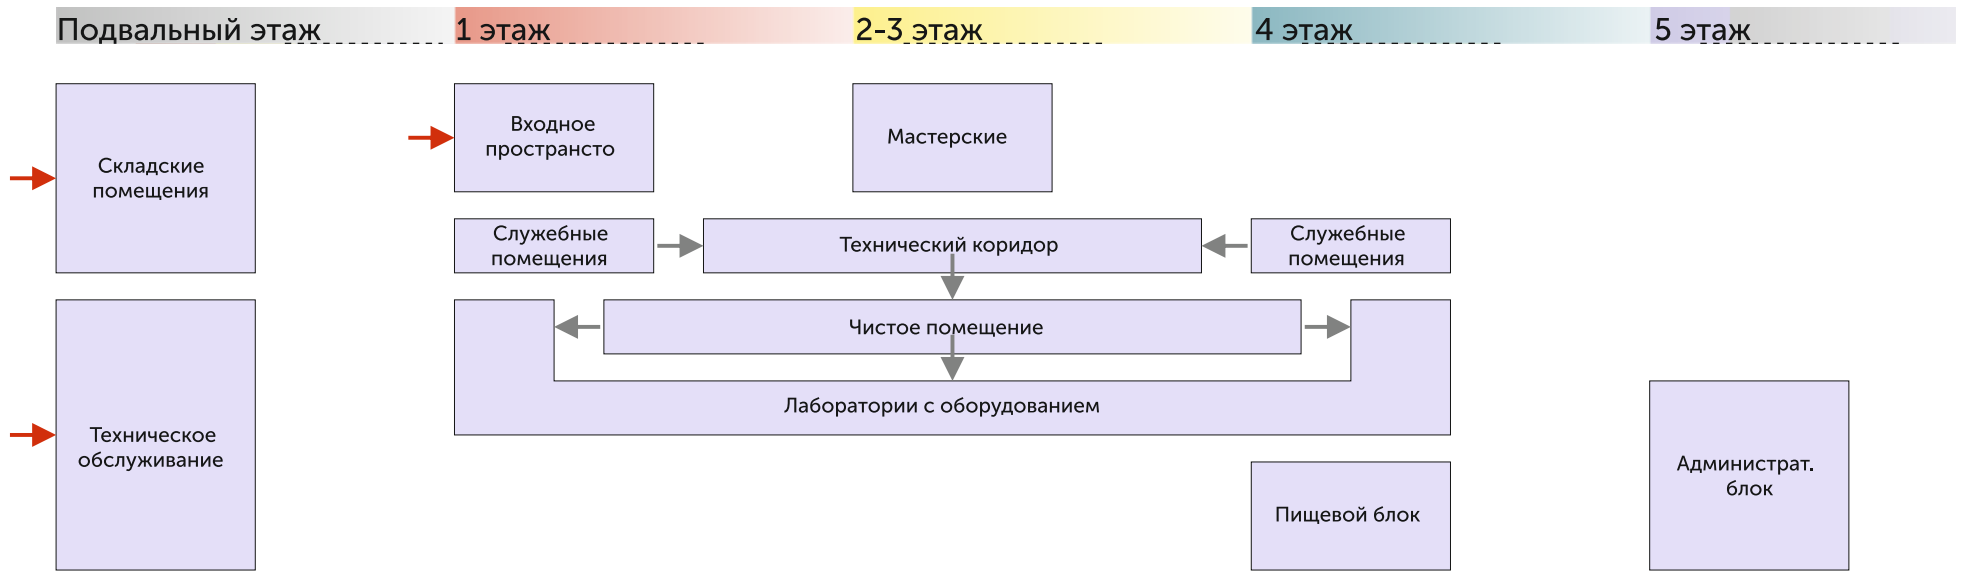 Подвальный этаж
1 этаж
2-3 этаж
4 этаж
5 этаж
Складские
помещения
Входное
пространсто
Мастерские
Служебные
помещения
Технический коридор
Служебные
помещения
Чистое помещение
Лаборатории с оборудованием
Техническое
обслуживание
Пищевой блок
Администрат.
блок